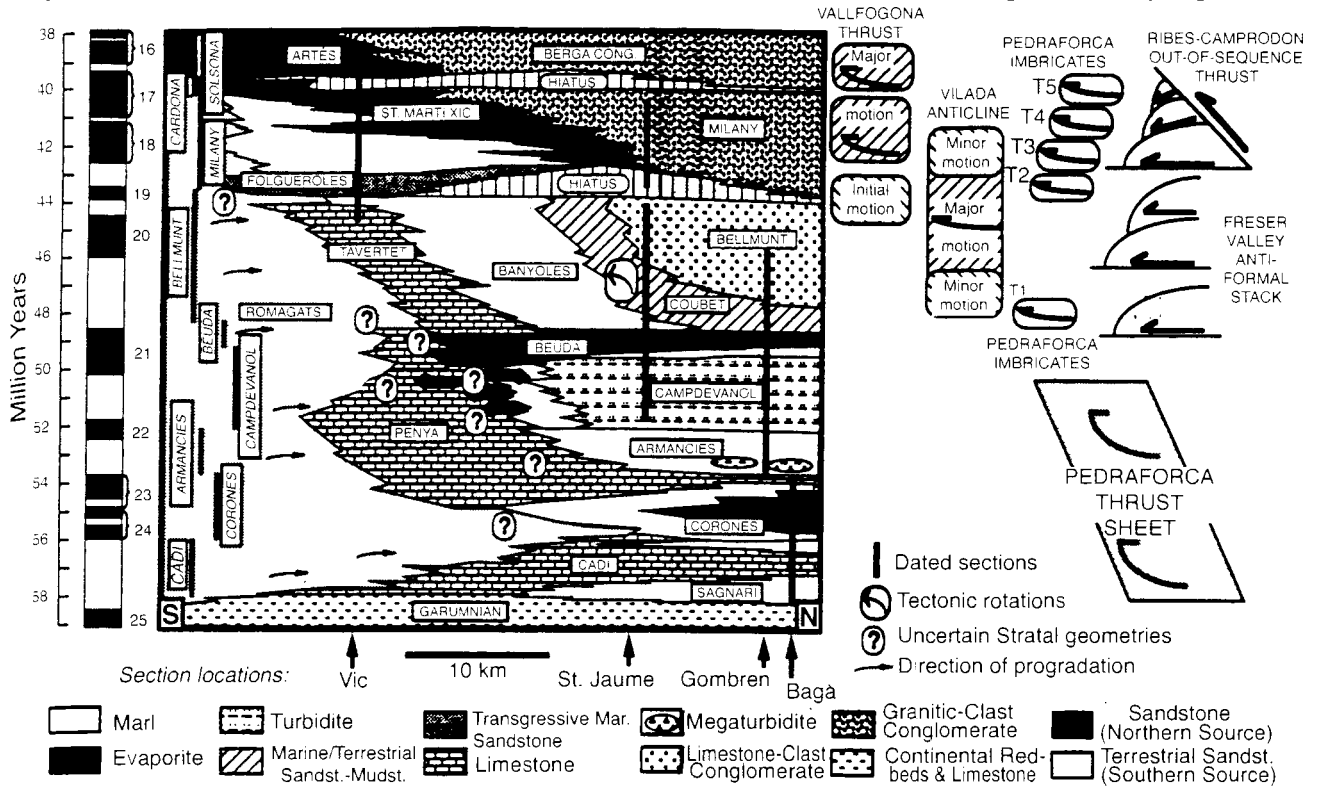 Million Years
38
40
42
44
46
48
50
52
54
56
58
16
17
18
19
20
21
22
23
24
25
CARDONA
SOLSONA
MILANY
BELLMUNT
BEUDA
CAMPDEVANOL
ARMANCIES
CORONES
CADI
ARTÉS
BERGA CONG
HIATUS
ST. MARTI XIC
MILANY
FOLGUEROLES
HIATUS
TAVERTET
BANYOLES
BELLMUNT
COUBET
ROMAGATS
BEUDA
CAMPDEVANOL
PENYA
ARMANCIES
CORONES
CADI
SAGNARI
GARUMNIAN
?
?
?
?
?
?
?
?
S
N
VALLFOGONA
THRUST
Major
motion
Initial
motion
VILADA
ANTICLINE
Minor
motion
Major
motion
Minor
motion
PEDRAFORCA
IMBRICATES
T5
T4
T3
T2
T1
PEDRAFORCA
IMBRICATES
RIBES-CAMPRODON
OUT-OF-SEQUENCE
THRUST
FRESER
VALLEY
ANTI-
FORMAL
STACK
PEDRAFORCA
THRUST
SHEET
Dated sections
Tectonic rotations
? Uncertain Stratal geometries
Direction of progradation
Section locations:
Vic
10 km
St. Jaume
Gombren
Bagà
Marl
Turbidite
Transgressive Mar.
Sandstone
Megaturbidite
Granitic-Clast
Conglomerate
Sandstone
(Northern Source)
Evaporite
Marine/Terrestrial
Sandst.-Mudst.
Limestone
Limestone-Clast
Conglomerate
Continental Red-
beds & Limestone
Terrestrial Sandst.
(Southern Source)